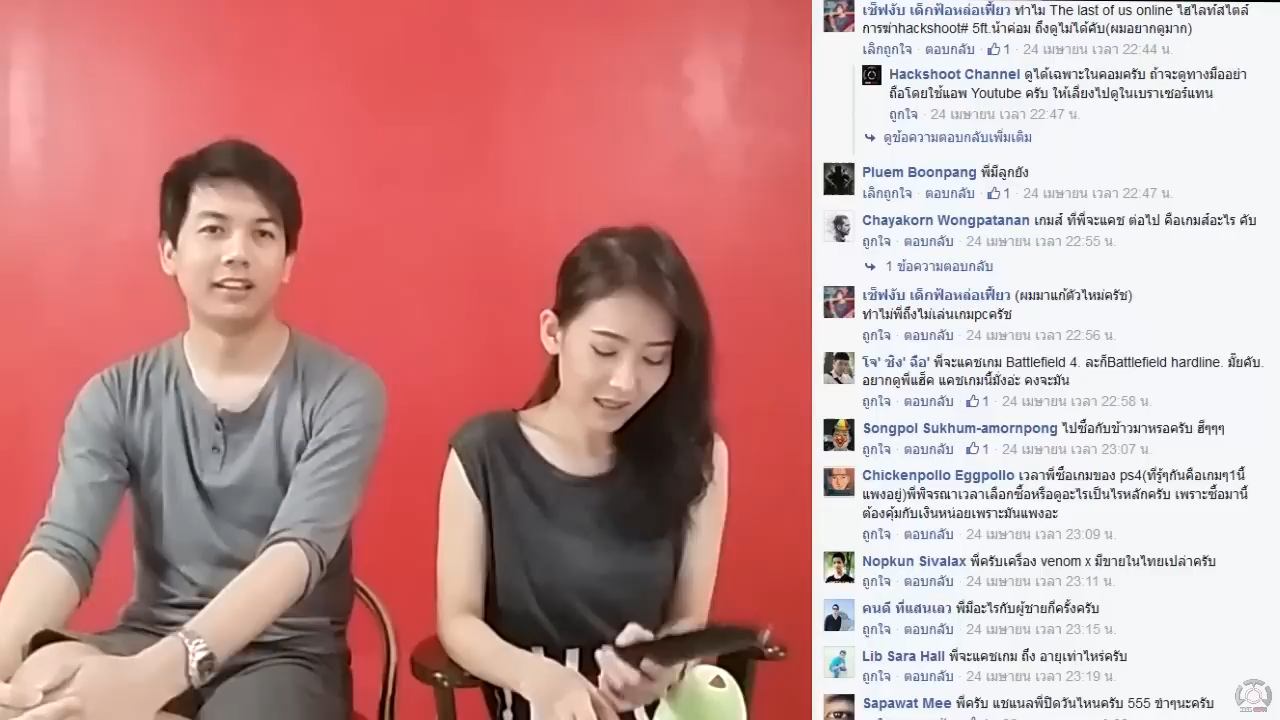 เซ็ฟงับ เด็กฟ้อหล่อเฟี้ยว ทำไม The last of us online ไฮไลท์สไตล์
การฆ่าhackshoot# 5ft.น้าค่อม ถึงดูไม่ได้คับ(ผมอยากดูมาก)
เลิกถูกใจ · ตอบกลับ · 1 · 24 เมษายน เวลา 22:44 น.
Hackshoot Channel ดูได้เฉพาะในคอมครับ ถ้าจะดูทางมืออย่า
ถือโดยใช้แอพ Youtube ครับ ให้เลี่ยงไปดูในเบราเซอร์แทน
ถูกใจ · 24 เมษายน เวลา 22:47 น.
ดูข้อความตอบกลับเพิ่มเติม
Pluem Boonpang พี่มีลูกยัง
เลิกถูกใจ · ตอบกลับ · 1 · 24 เมษายน เวลา 22:47 น.
Chayakorn Wongpatanan เกมส์ ที่พี่จะแคช ต่อไป คือเกมส์อะไร คับ
ถูกใจ · ตอบกลับ · 24 เมษายน เวลา 22:55 น.
1 ข้อความตอบกลับ
เซ็ฟงับ เด็กฟ้อหล่อเฟี้ยว (ผมมาแก้ตัวไหม่ครัช)
ทำไมพี่ถึงไม่เล่นเกมpcครัช
ถูกใจ · ตอบกลับ · 24 เมษายน เวลา 22:56 น.
โจ' ซิง' ฉือ' พี่จะแคชเกม Battlefield 4. ละก็Battlefield hardline. มั้ยคับ.
อยากดูพี่แฮ็ค แคชเกมนี้มั่งอ่ะ คงจะมัน
ถูกใจ · ตอบกลับ · 1 · 24 เมษายน เวลา 22:58 น.
Songpol Sukhum-amornpong ไปซื้อกับข้าวมาหรอครับ ฮี่ๆๆๆ
ถูกใจ · ตอบกลับ · 1 · 24 เมษายน เวลา 23:07 น.
Chickenpollo Eggpollo เวลาพี่ซื้อเกมของ ps4(ที่รู้ๆกันคือเกมๆ1นี้
แพงอยู่)พี่พิจรณาเวลาเลือกซื้อหรือดูอะไรเป็นไรหลักครับ เพราะซื้อมานี้
ต้องคุ้มกับเงินหน่อยเพราะมันแพงอะ
ถูกใจ · ตอบกลับ · 24 เมษายน เวลา 23:09 น.
Nopkun Sivalax พี่ครับเครื่อง venom x มีขายในไทยเปล่าครับ
ถูกใจ · ตอบกลับ · 24 เมษายน เวลา 23:11 น.
คนดี ที่แสนเลว พี่มีอะไรกับผู้ชายกี่ครั้งครับ
ถูกใจ · ตอบกลับ · 24 เมษายน เวลา 23:15 น.
Lib Sara Hall พี่จะแคชเกม ถึง อายุเท่าไหร่ครับ
ถูกใจ · ตอบกลับ · 24 เมษายน เวลา 23:19 น.
Sapawat Mee พี่ครับ แชแนลพี่ปิดวันไหนครับ 555 ขำๆนะครับ